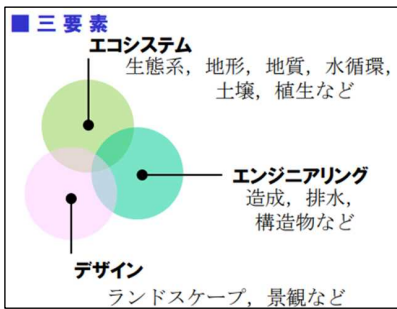 ■ 三要素
エコシステム
生態系，地形，地質，水循環，
土壌，植生など
エンジニアリング
造成，排水，
構造物など
デザイン
ランドスケープ，景観など